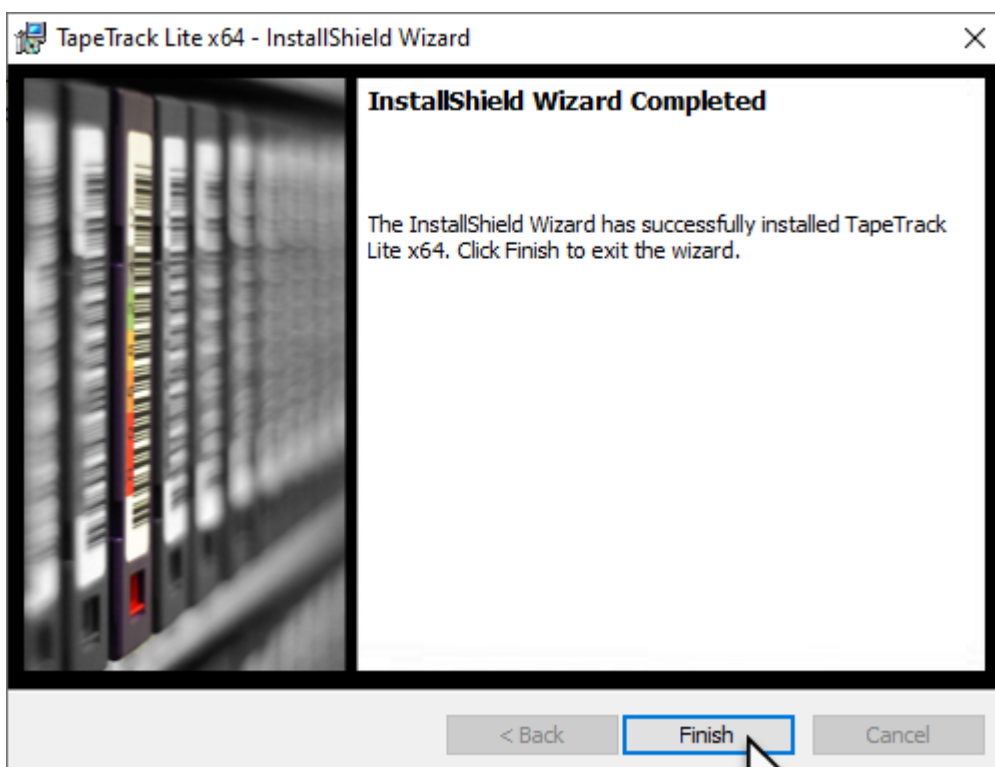 TapeTrack Lite x64 - InstallShield Wizard
InstallShield Wizard Completed
The InstallShield Wizard has successfully installed TapeTrack
Lite x64. Click Finish to exit the wizard.
< Back
Finish
Cancel